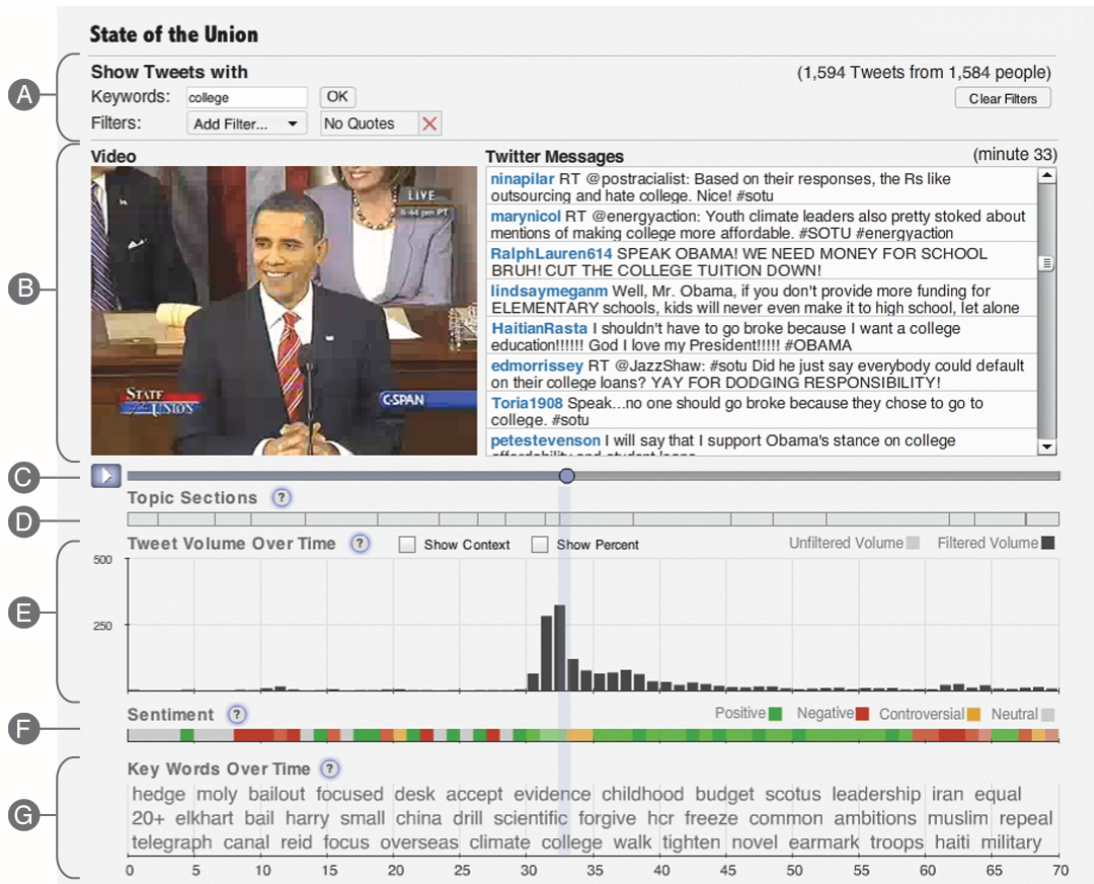 State of the Union
A
Show Tweets with
(1,594 Tweets from 1,584 people)
Keywords:
college
OK
Clear Filters
Filters:
Add Filter...
No Quotes
B
Video
Twitter Messages
(minute 33)
LIVE
8:44 pm PT
STATE
of the UNION
C-SPAN
ninapilar RT @postracialist: Based on their responses, the Rs like
outsourcing and hate college. Nice! #sotu
marynicol RT @energyaction: Youth climate leaders also pretty stoked about
mentions of making college more affordable. #SOTU #energyaction
RalphLauren614 SPEAK OBAMA! WE NEED MONEY FOR SCHOOL
BRUH! CUT THE COLLEGE TUITION DOWN!
lindsaymeganm Well, Mr. Obama, if you don't provide more funding for
ELEMENTARY schools, kids will never even make it to high school, let alone
HaitianRasta I shouldn't have to go broke because I want a college
education!!!!!! God I love my President!!!!! #OBAMA
edmorrissey RT @JazzShaw: #sotu Did he just say everybody could default
on their college loans? YAY FOR DODGING RESPONSIBILITY!
Toria1908 Speak...no one should go broke because they chose to go to
college. #sotu
petestevenson I will say that I support Obama's stance on college
affordability and student loans
C
Topic Sections ?
D
Tweet Volume Over Time ?
Show Context
Show Percent
Unfiltered Volume
Filtered Volume
E
500
250
F
Sentiment ?
Positive
Negative
Controversial
Neutral
G
Key Words Over Time ?
hedge moly bailout focused desk accept evidence childhood budget scotus leadership iran equal
20+ elkhart bail harry small china drill scientific forgive hcr freeze common ambitions muslim repeal
telegraph canal reid focus overseas climate college walk tighten novel earmark troops haiti military
0 5 10 15 20 25 30 35 40 45 50 55 60 65 70